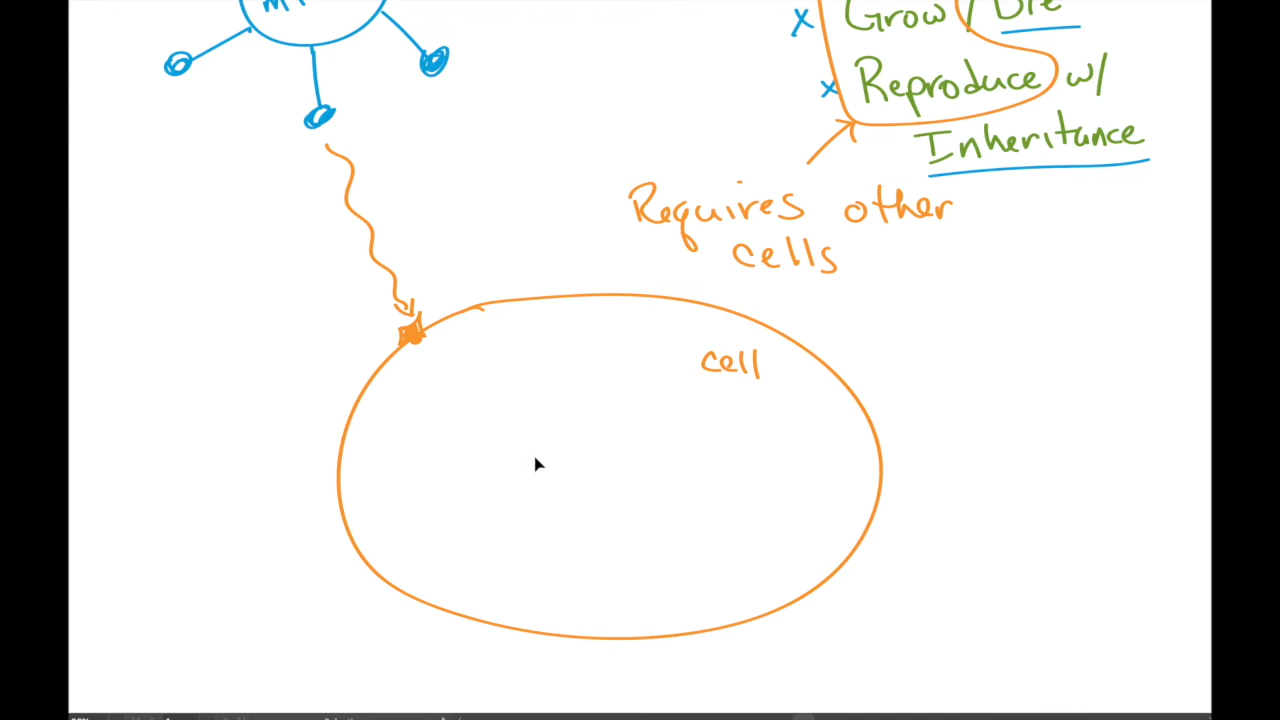 Grow / Die
x Reproduce w/
Inheritance
Requires other
cells
cell